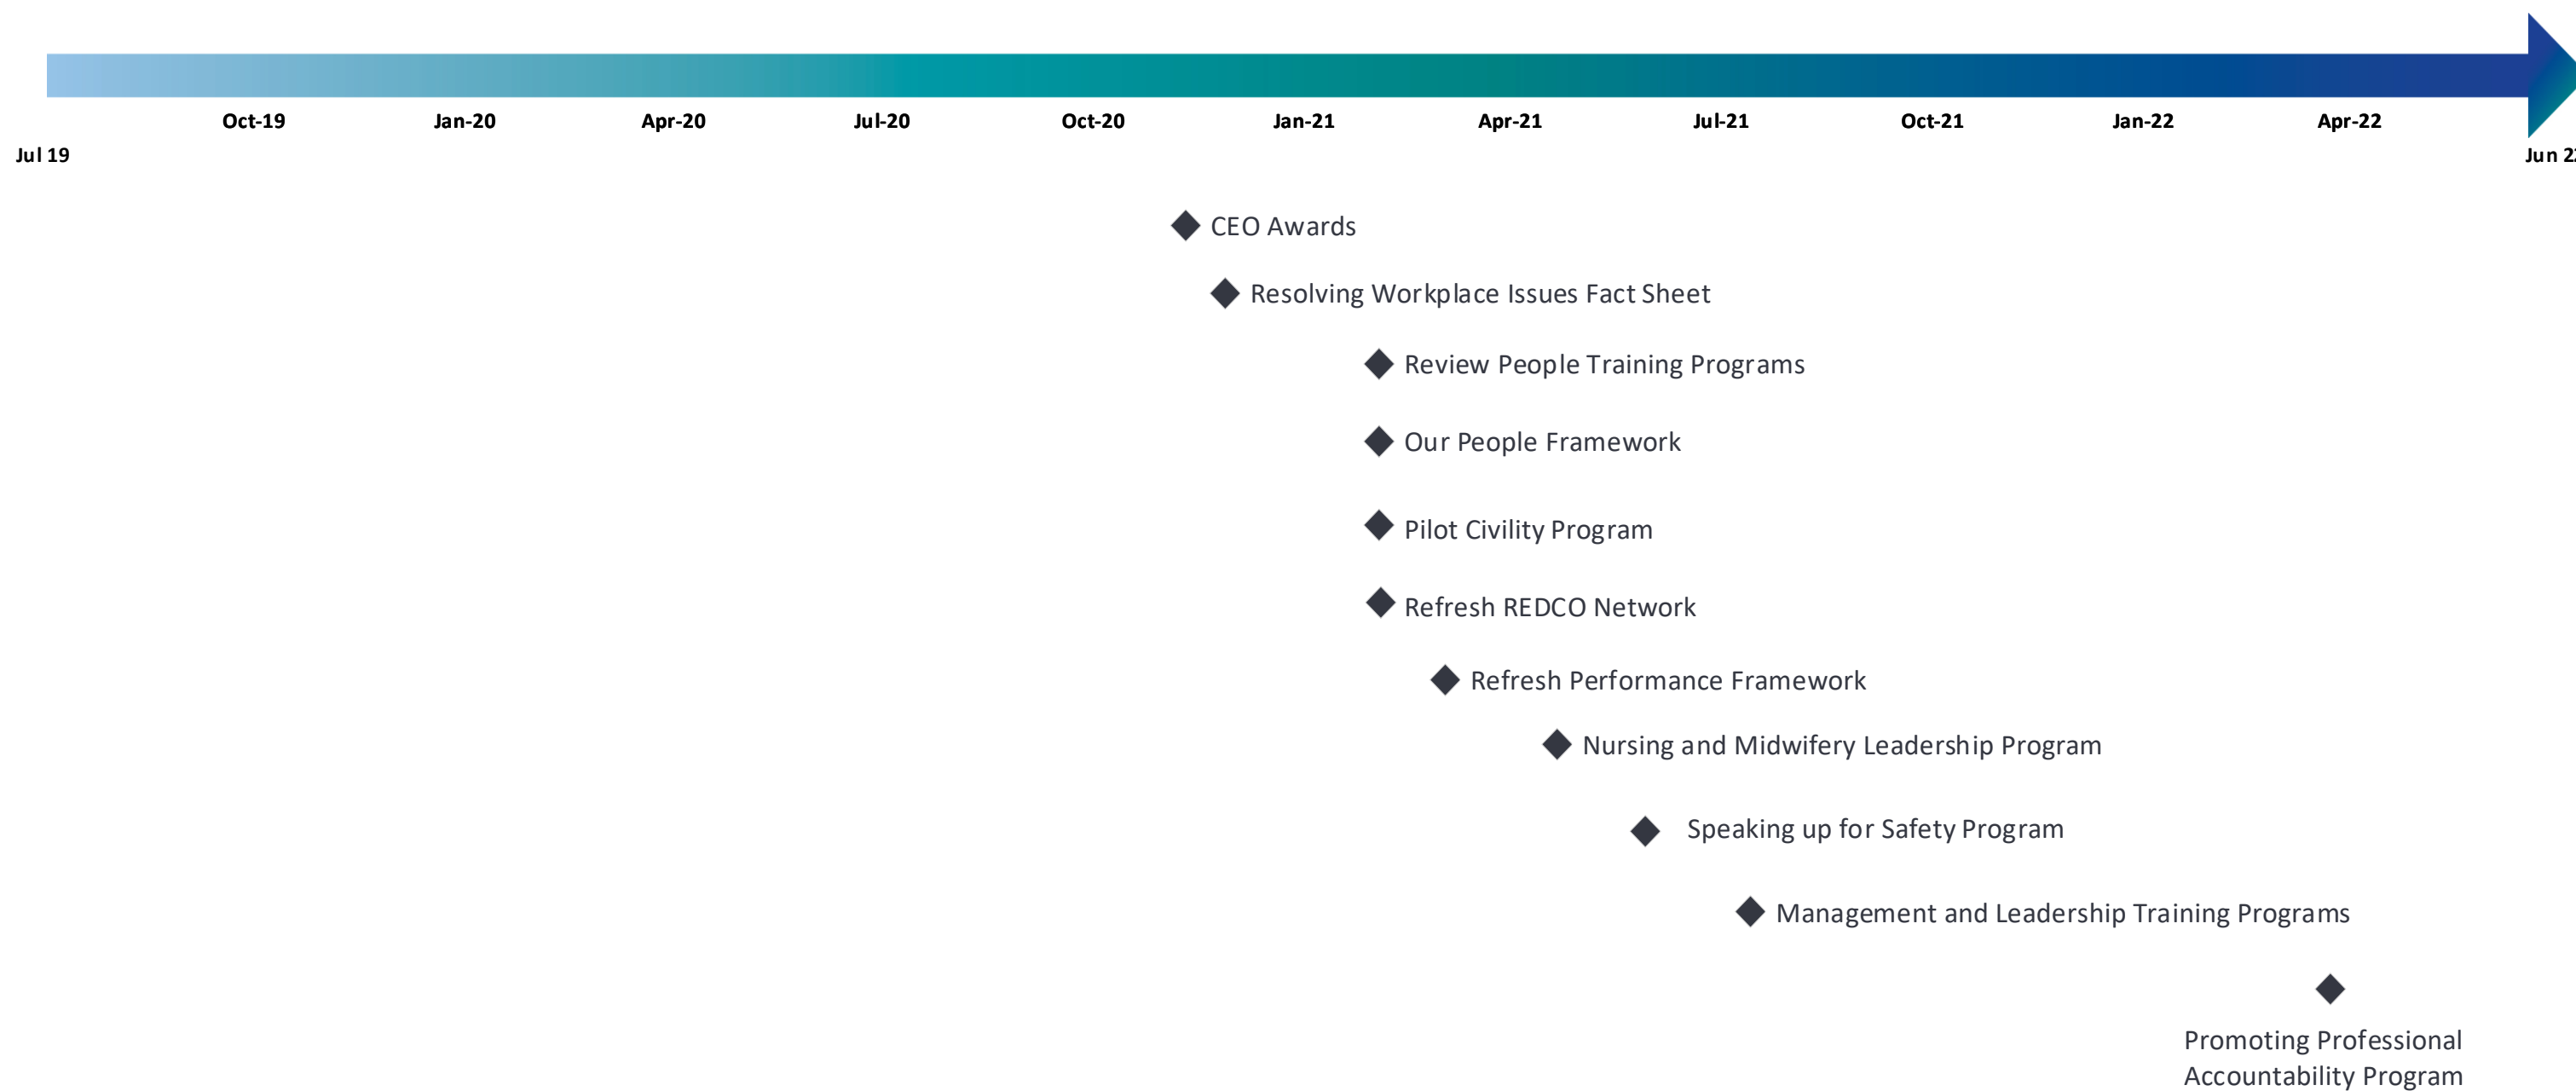 Oct-19 Jan-20 Apr-20 Jul-20 Oct-20 Jan-21 Apr-21 Jul-21 Oct-21 Jan-22 Apr-22
Jul 19 Jun
CEO Awards
Resolving Workplace Issues Fact Sheet
Review People Training Programs
Our People Framework
Pilot Civility Program
Refresh REDCO Network
Refresh Performance Framework
Nursing and Midwifery Leadership Program
Speaking up for Safety Program
Management and Leadership Training Programs
Promoting Professional
Accountability Program